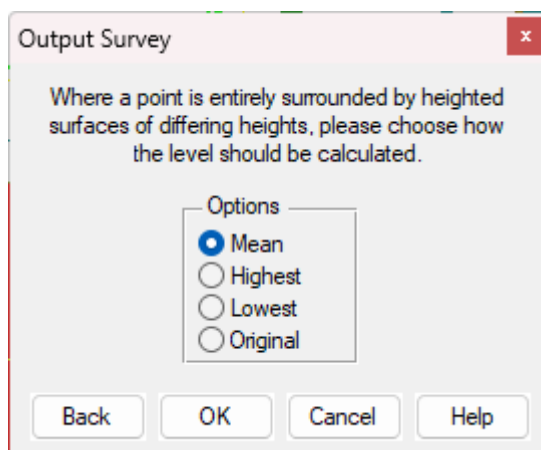 Output Survey
x
Where a point is entirely surrounded by heighted
surfaces of differing heights, please choose how
the level should be calculated.
Options
Mean
Highest
Lowest
Original
Back OK Cancel Help